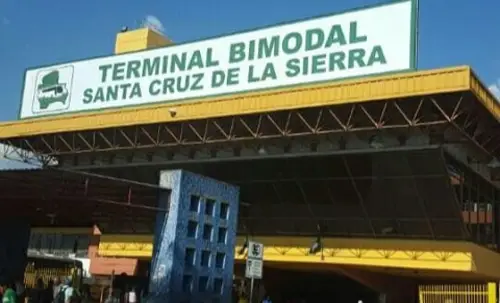 TERMINAL BIMODAL
SANTA CRUZ DE LA SIERRA